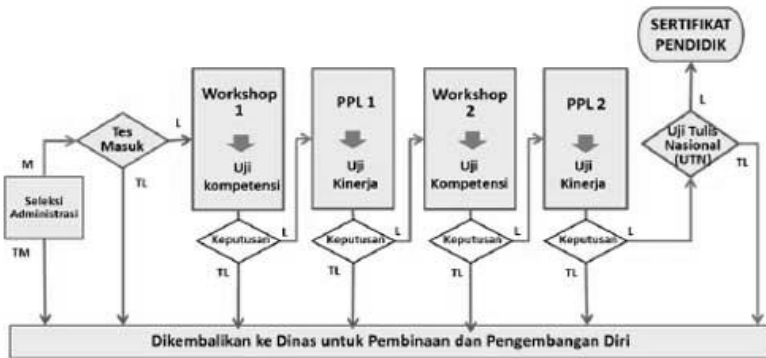 SERTIFIKAT
PENDIDIK
L
Workshop
1
Uji
kompetensi
PPL 1
Uji
Kinerja
Workshop
2
Uji
Kompetensi
PPL 2
Uji
Kinerja
Uji Tulis
Nasional
(UTN)
TL
Tes
Masuk
L
TL
M
Seleksi
Administrasi
TM
Keputusan
L
TL
Keputusan
L
TL
Keputusan
L
TL
Keputusan
L
TL
Dikembalikan ke Dinas untuk Pembinaan dan Pengembangan Diri